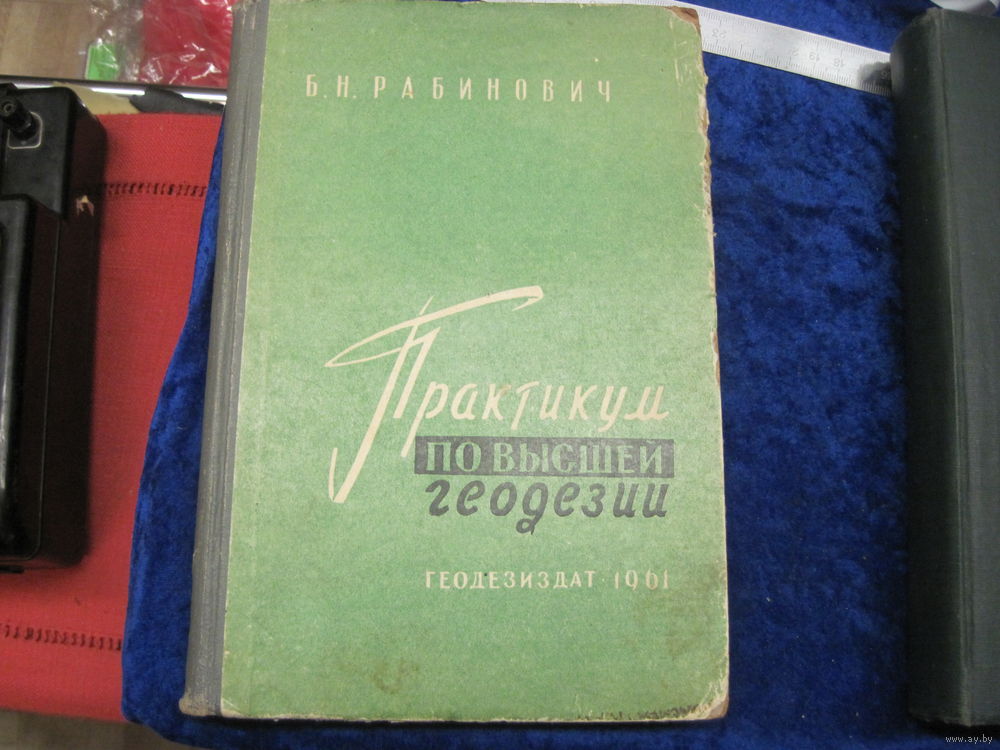 Б.Н. РАБИНОВИЧ
Практикум
ПО ВЫСШЕЙ
геодезии
ГЕОДЕЗИЗДАТ · 1961
www.ay.by